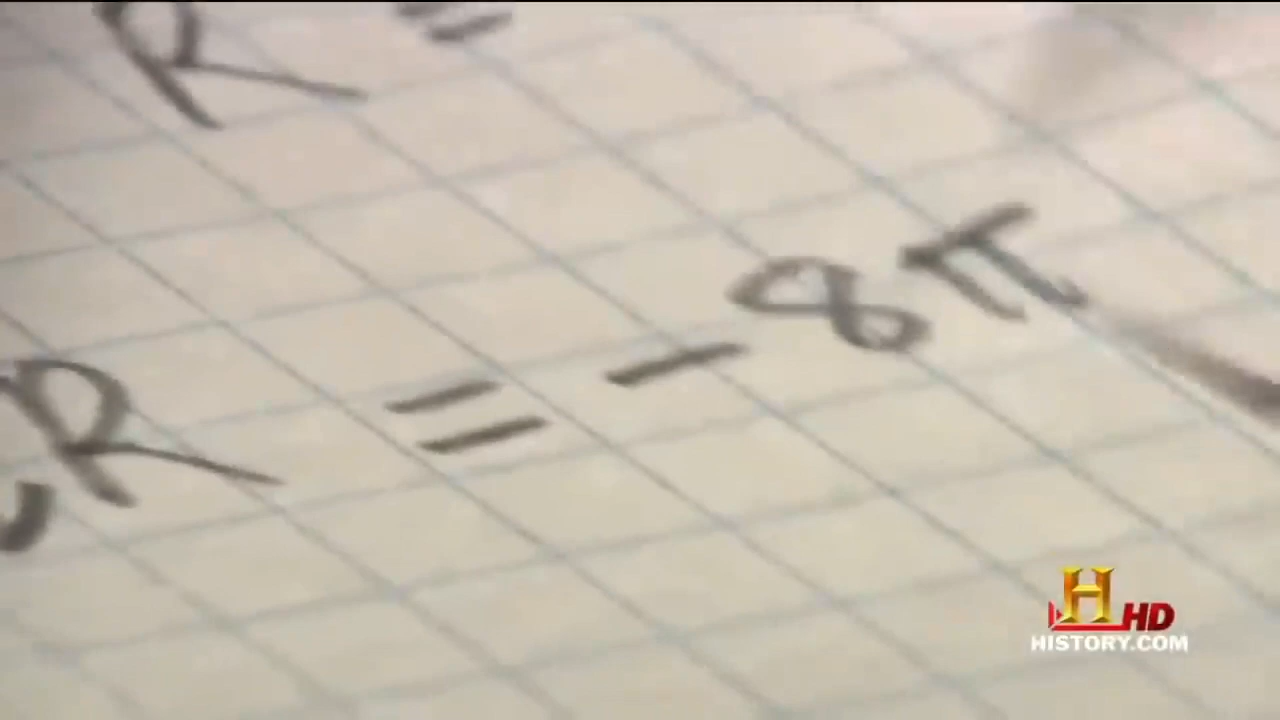 R =
R = - 8π
H HD
HISTORY.COM